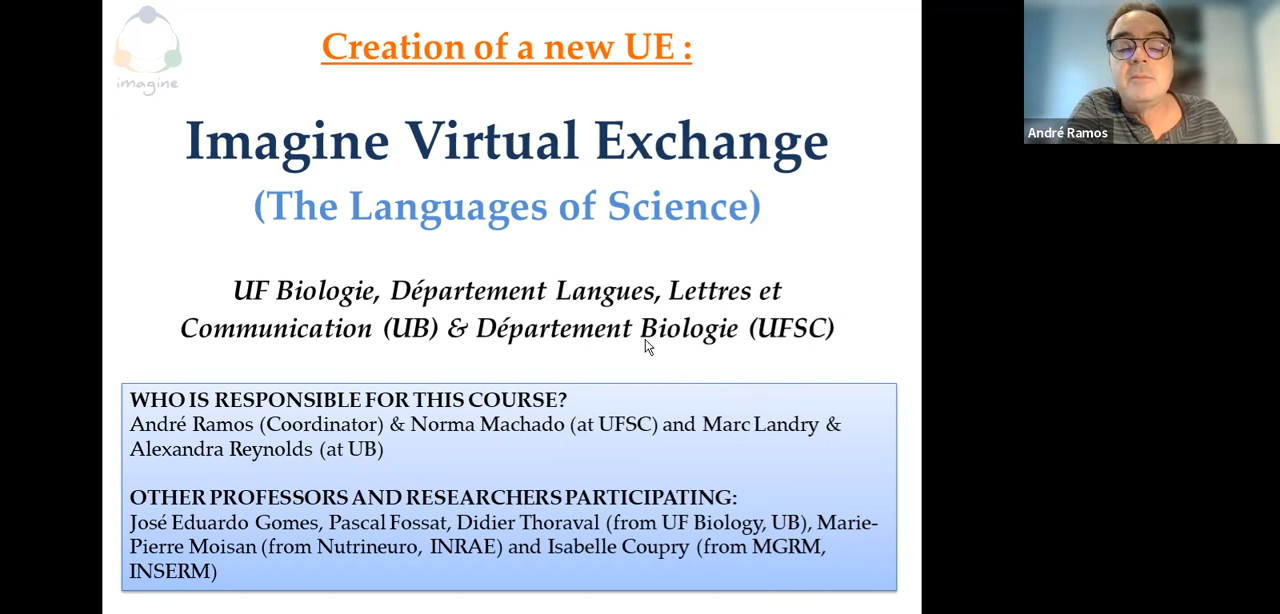 imagine
Creation of a new UE :
Imagine Virtual Exchange
(The Languages of Science)
UF Biologie, Département Langues, Lettres et
Communication (UB) & Département Biologie (UFSC)
WHO IS RESPONSIBLE FOR THIS COURSE?
André Ramos (Coordinator) & Norma Machado (at UFSC) and Marc Landry &
Alexandra Reynolds (at UB)
OTHER PROFESSORS AND RESEARCHERS PARTICIPATING:
José Eduardo Gomes, Pascal Fossat, Didier Thoraval (from UF Biology, UB), Marie-
Pierre Moisan (from Nutrineuro, INRAE) and Isabelle Coupry (from MGRM,
INSERM)
André Ramos